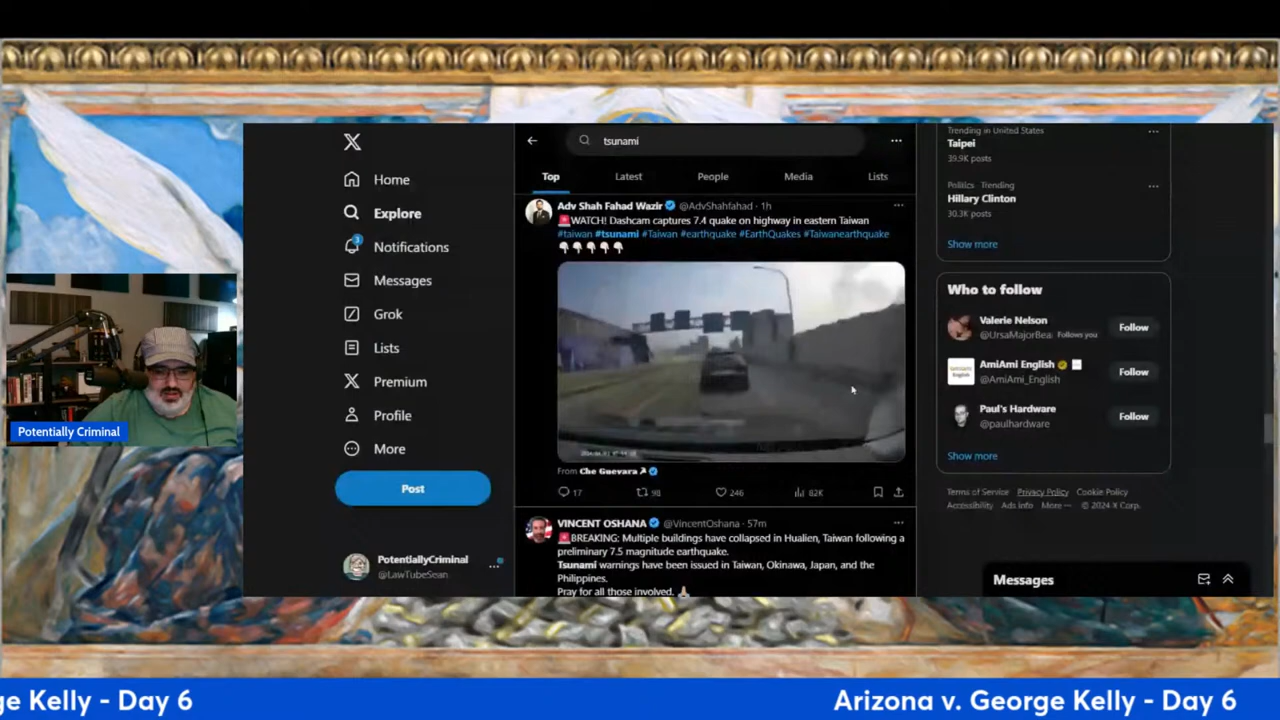 Home
Explore
3
Notifications
Messages
Grok
Lists
Premium
Profile
More
Post
PotentiallyCriminal
@LawTubeSean
tsunami
Top
Latest
People
Media
Lists
Adv Shah Fahad Wazir @AdvShahfahad · 1h
WATCH! Dashcam captures 7.4 quake on highway in eastern Taiwan
#taiwan #tsunami #Taiwan #earthquake #EarthQuakes #Taiwanearthquake
From Che Guevara
17
98
246
82K
VINCENT OSHANA @VincentOshana · 57m
BREAKING: Multiple buildings have collapsed in Hualien, Taiwan following a
preliminary 7.5 magnitude earthquake.
Tsunami warnings have been issued in Taiwan, Okinawa, Japan, and the
Philippines.
Pray for all those involved.
Trending in United States
Taipei
39.9K posts
Politics · Trending
Hillary Clinton
30.3K posts
Show more
Who to follow
Valerie Nelson
@UrsaMajorBea Follows you
Follow
AmiAmi English
@AmiAmi_English
Follow
Paul's Hardware
@paulhardware
Follow
Show more
Terms of Service Privacy Policy Cookie Policy
Accessibility Ads info More ··· © 2024 X Corp.
Messages
Potentially Criminal
ge Kelly - Day 6
Arizona v. George Kelly - Day 6